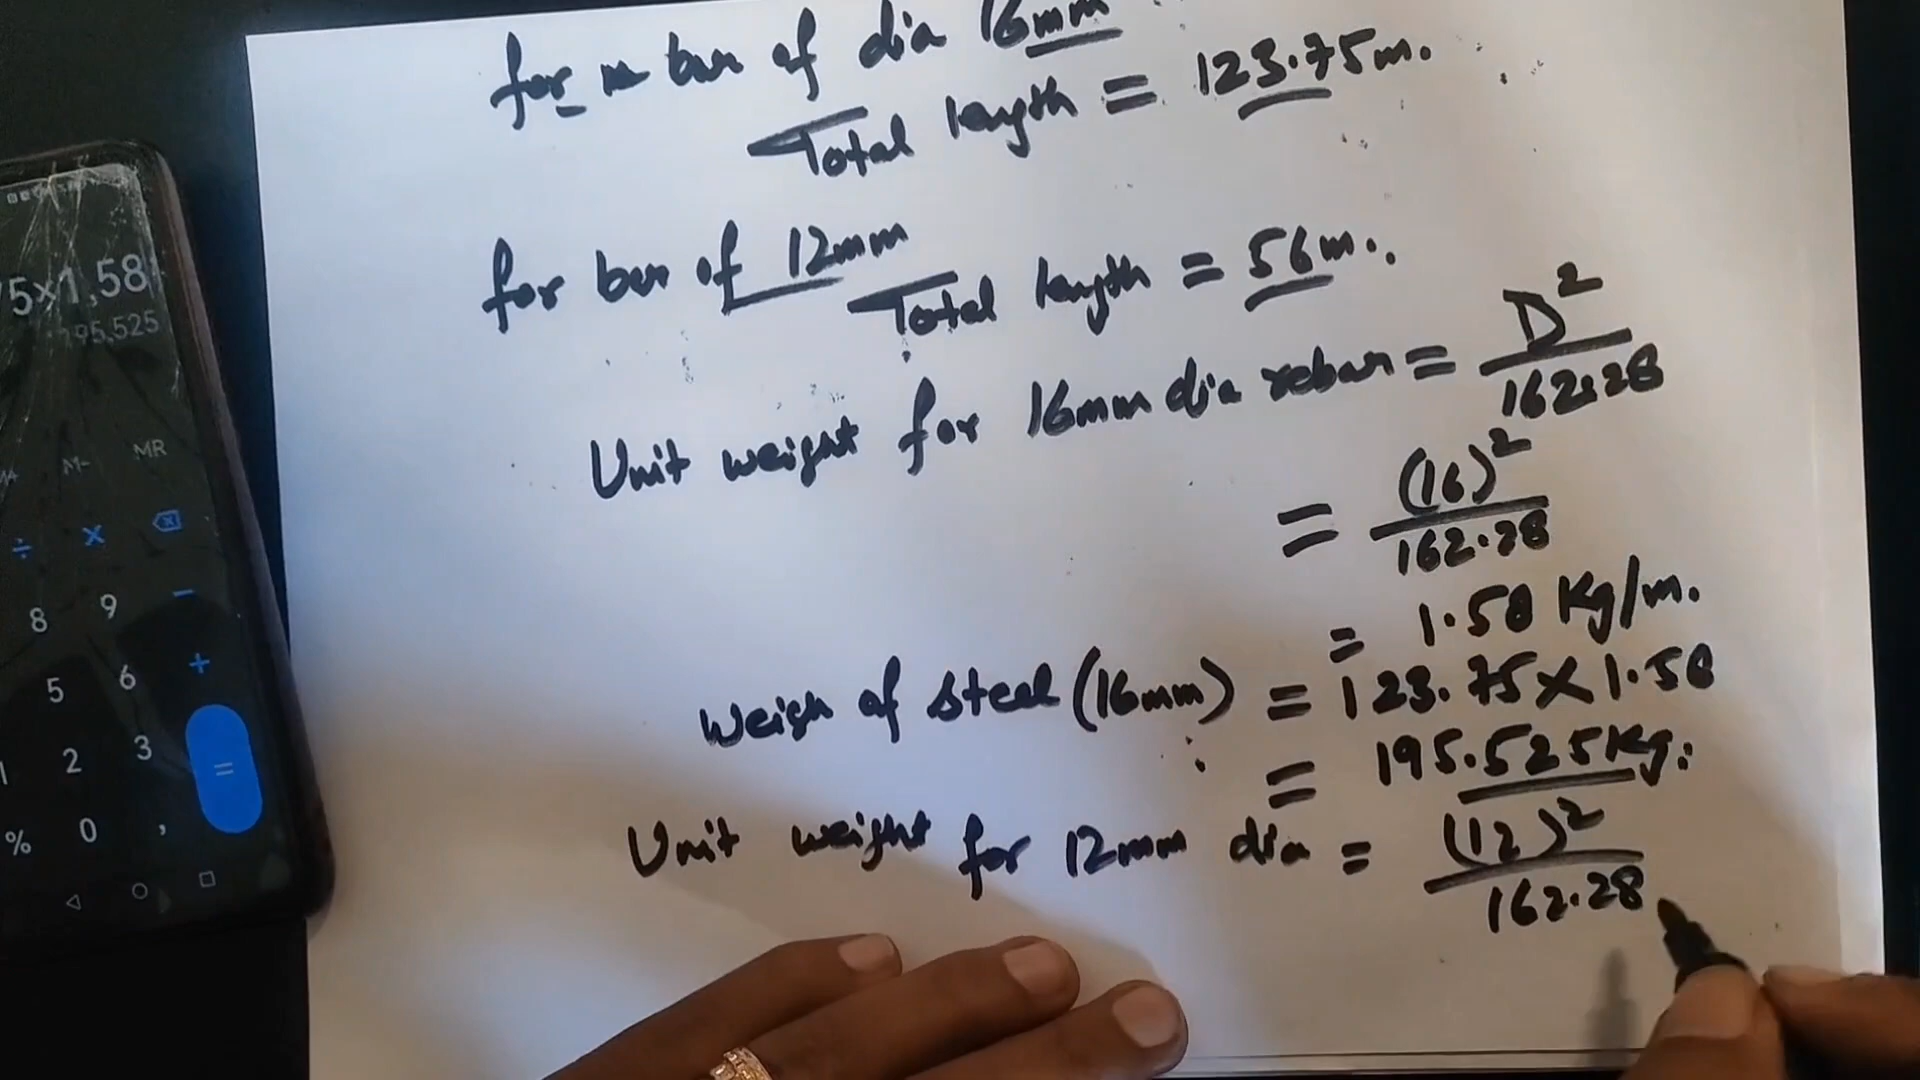 for m bar of dia 16mm
Total length = 123.75m.
for bar of 12mm
Total length = 56m.
Unit weight for 16mm dia rebar = D²/162.28
= (16)²/162.28
= 1.58 Kg/m.
Weigh of steel (16mm) = 123.75 × 1.58
= 195.525 Kg.
Unit weight for 12mm dia = (12)²/162.28
5×1,58
95,525
M- MR
÷ ×
8 9 −
5 6 +
1 2 3 =
% 0 ,